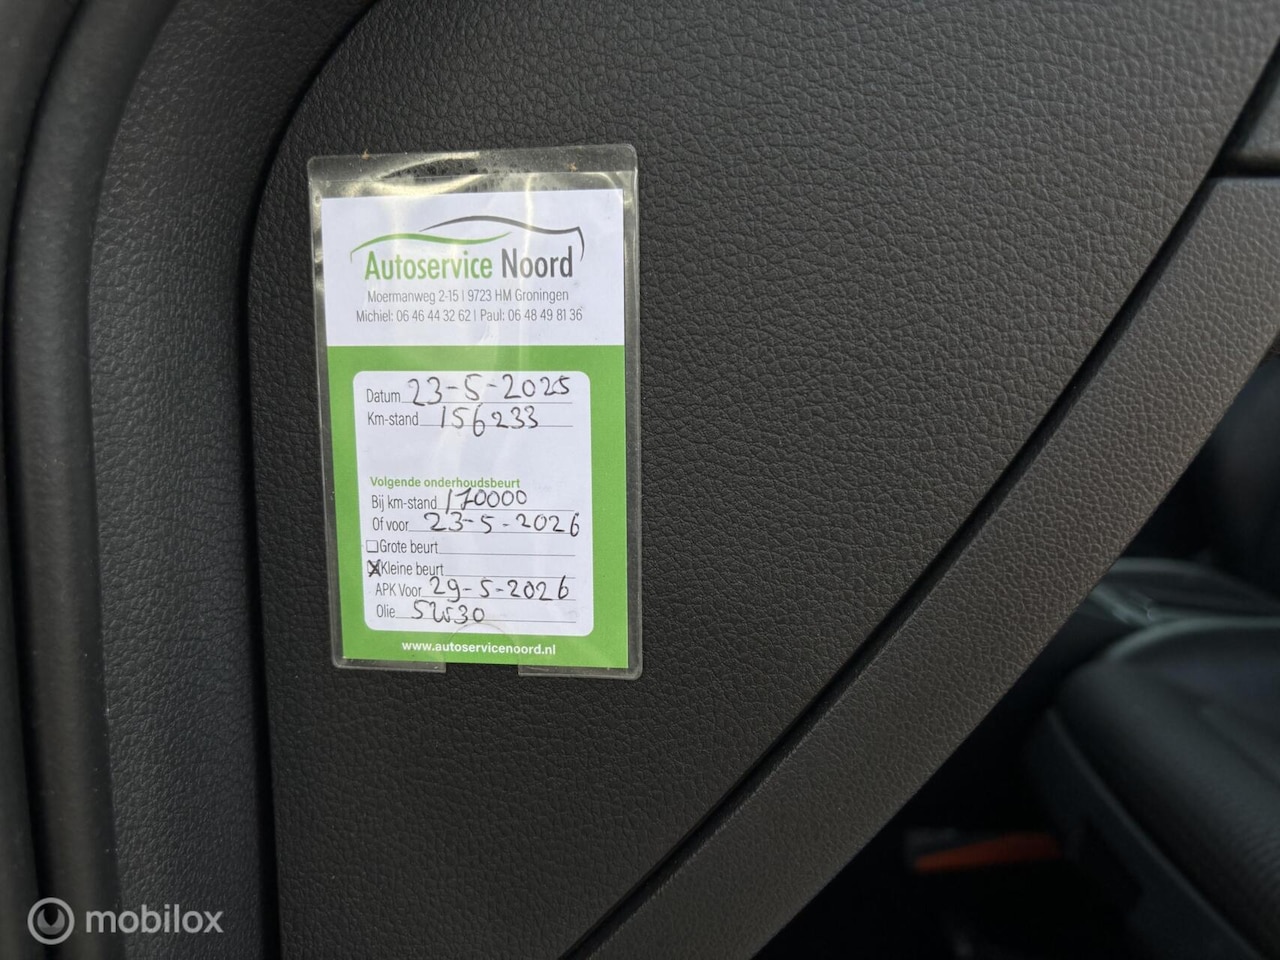 Autoservice Noord
Moermanweg 2-15 | 9723 HM Groningen
Michiel: 06 46 44 32 62 | Paul: 06 48 49 81 36
Datum 23-5-2025
Km-stand 156233
Volgende onderhoudsbeurt
Bij km-stand 170000
Of voor 23-5-2026
Grote beurt
Kleine beurt
APK Voor 29-5-2026
Olie 5W30
www.autoservicenoord.nl
mobilox